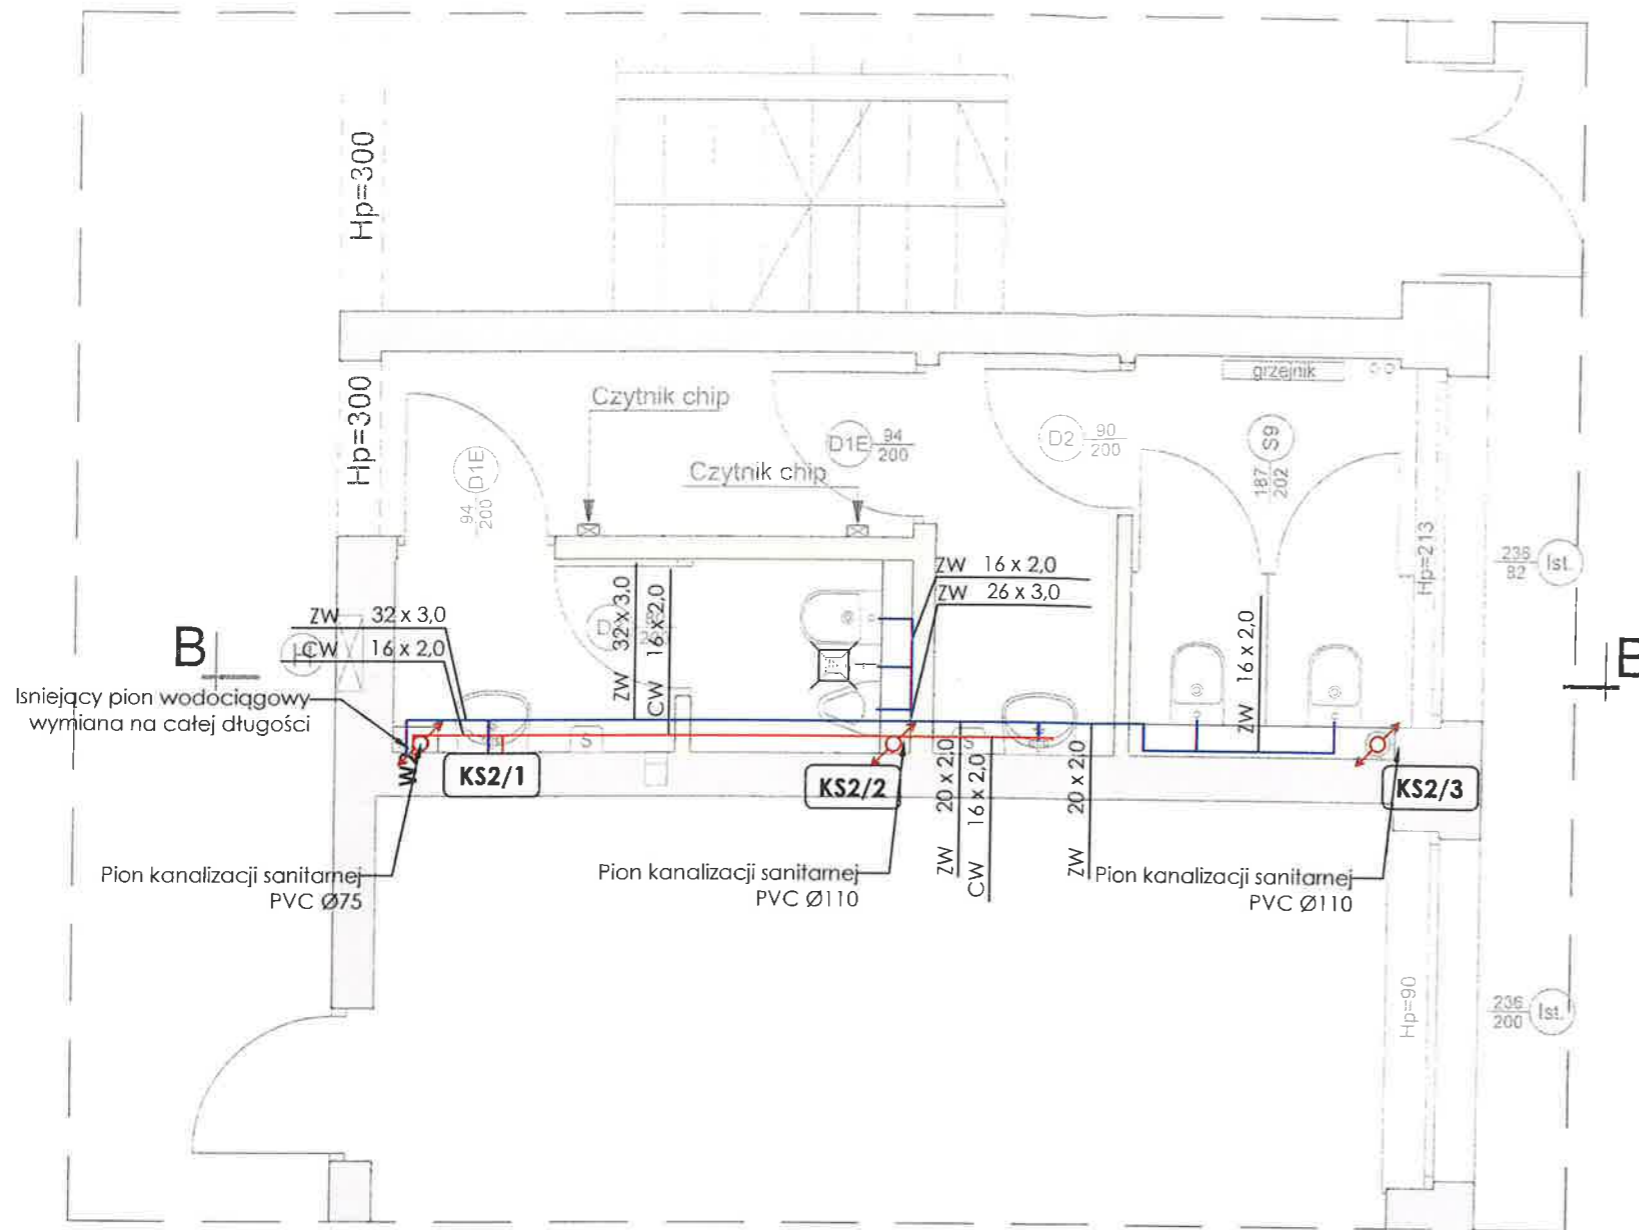 Hp=300
Hp=300
grzejnik
Czytnik chip
D1E 94
200
D2 90
200
S9
187
202
Czytnik chip
D1E
94
200
Hp=213
236
82
Ist.
ZW 16 x 2,0
ZW 26 x 3,0
ZW 32 x 3,0
CW 16 x 2,0
ZW 32 x 3,0
CW 16 x 2,0
D
ZW 16 x 2,0
B
H
B
Isniejący pion wodociągowy
wymiana na całej długości
S
S
KS2/1
KS2/2
KS2/3
ZW 20 x 2,0
CW 16 x 2,0
ZW 20 x 2,0
Pion kanalizacji sanitarnej
PVC Ø75
Pion kanalizacji sanitarnej
PVC Ø110
Pion kanalizacji sanitarnej
PVC Ø110
Hp=90
236
200
Ist.